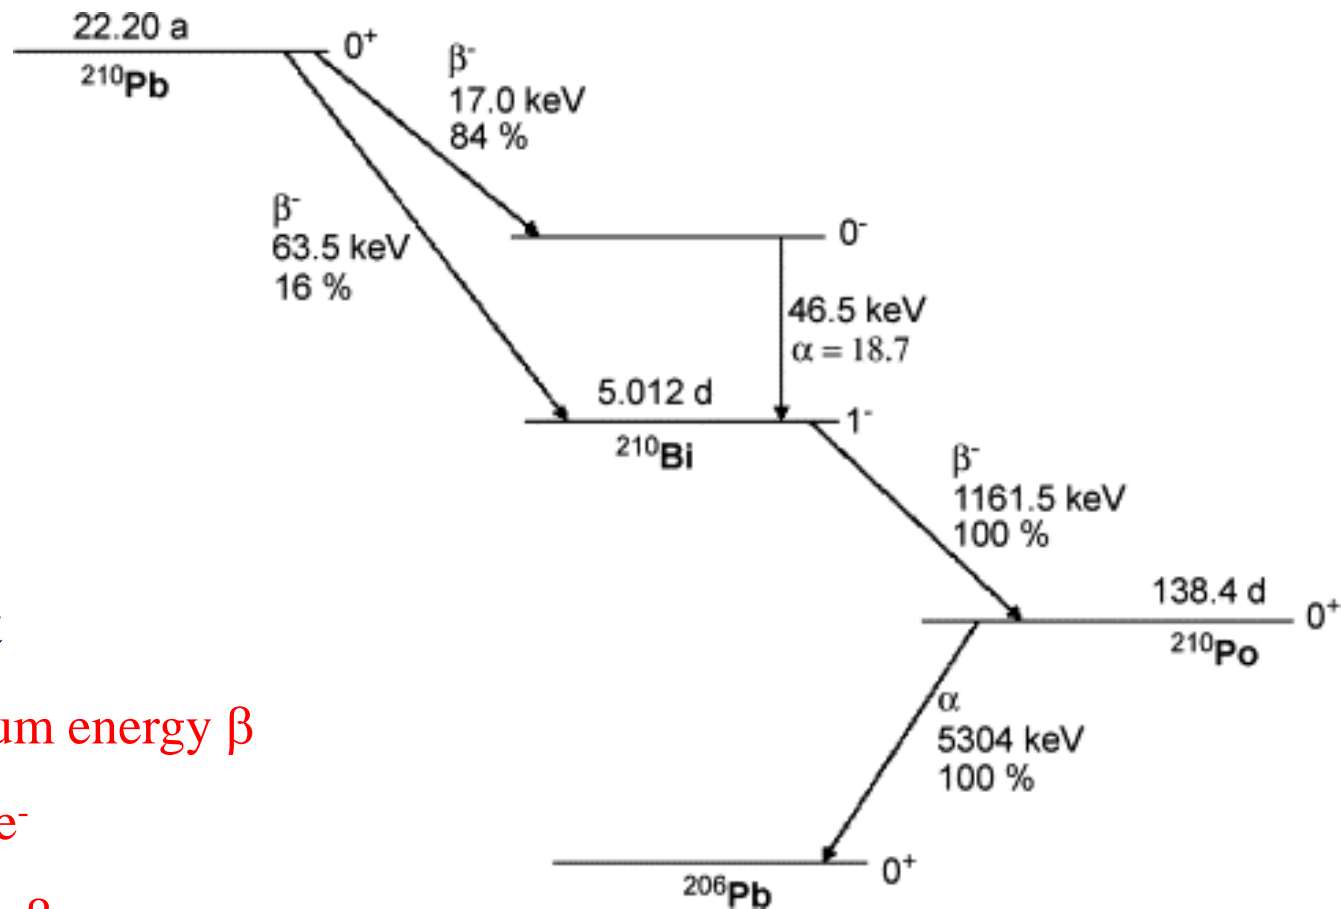 22.20 a
0⁺
²¹⁰Pb
β⁻
17.0 keV
84 %
β⁻
63.5 keV
16 %
0⁻
46.5 keV
α = 18.7
5.012 d
1⁻
²¹⁰Bi
β⁻
1161.5 keV
100 %
138.4 d
0⁺
²¹⁰Po
um energy β
α
5304 keV
100 %
e⁻
0⁺
²⁰⁶Pb